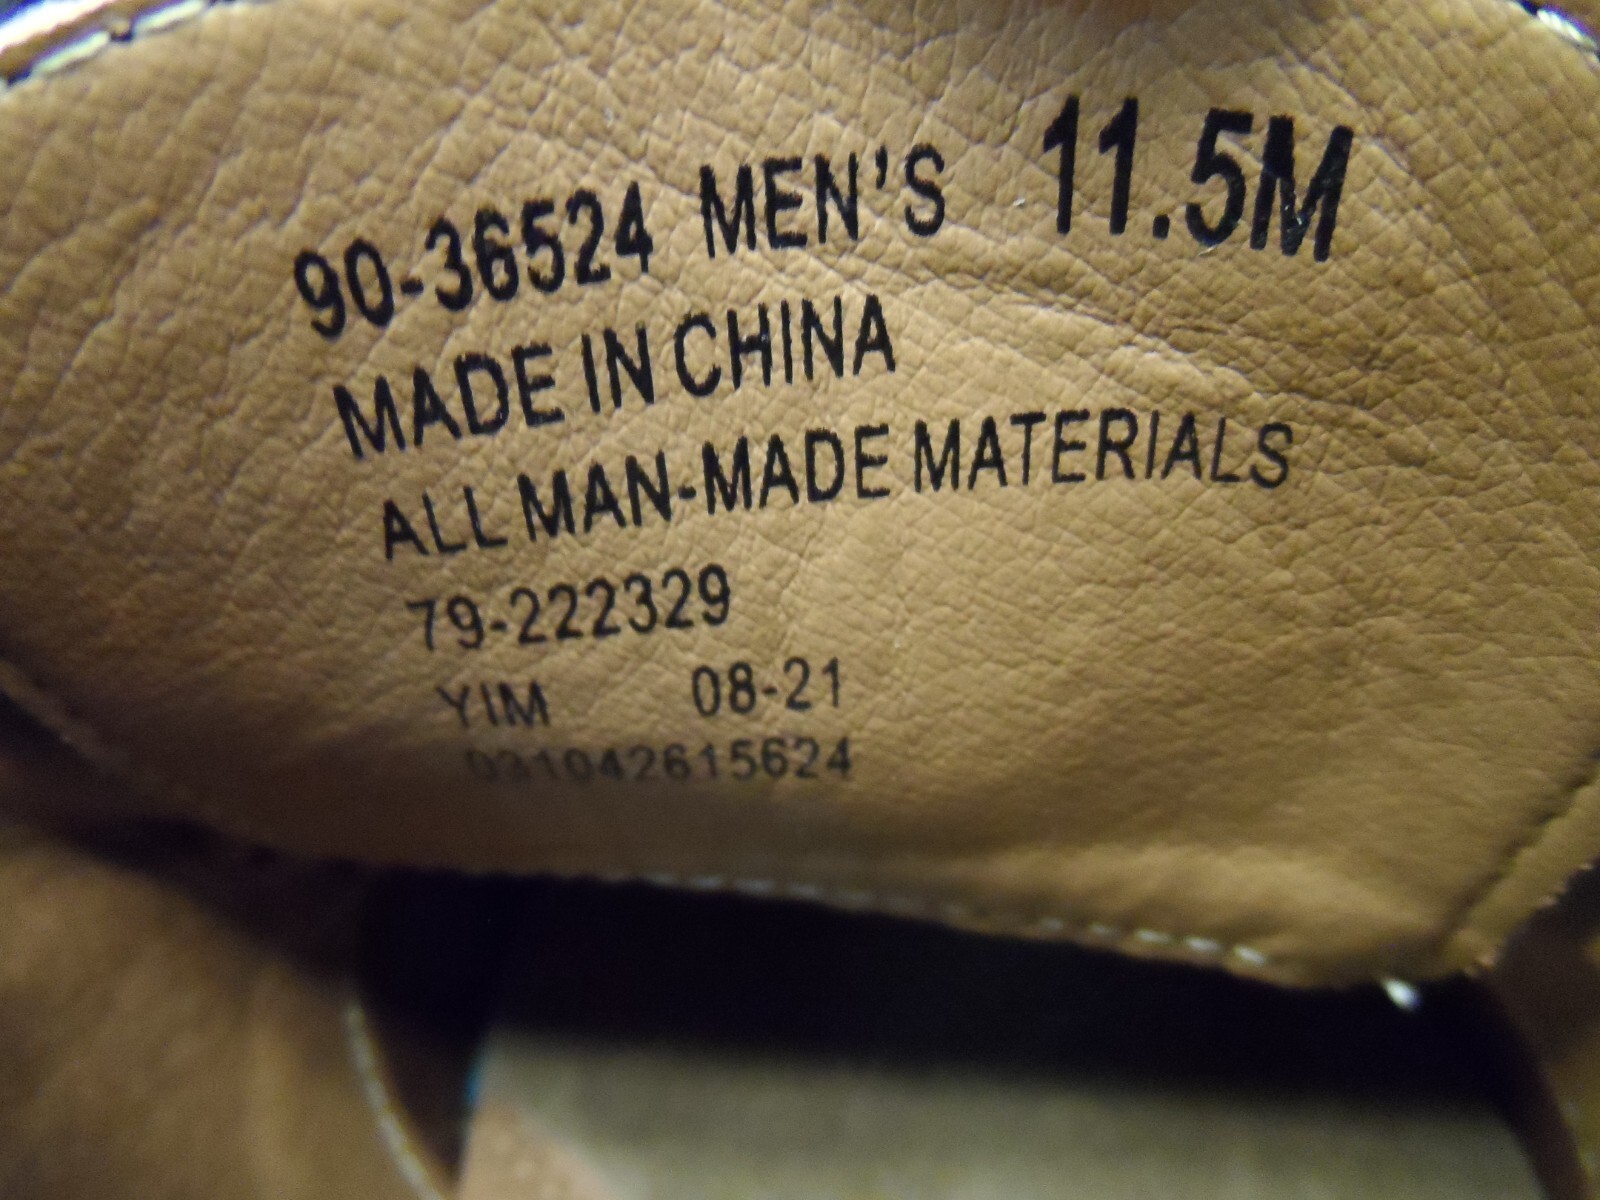 90-36524 MEN'S 11.5M
MADE IN CHINA
ALL MAN-MADE MATERIALS
79-222329
YIM 08-21
031042615624